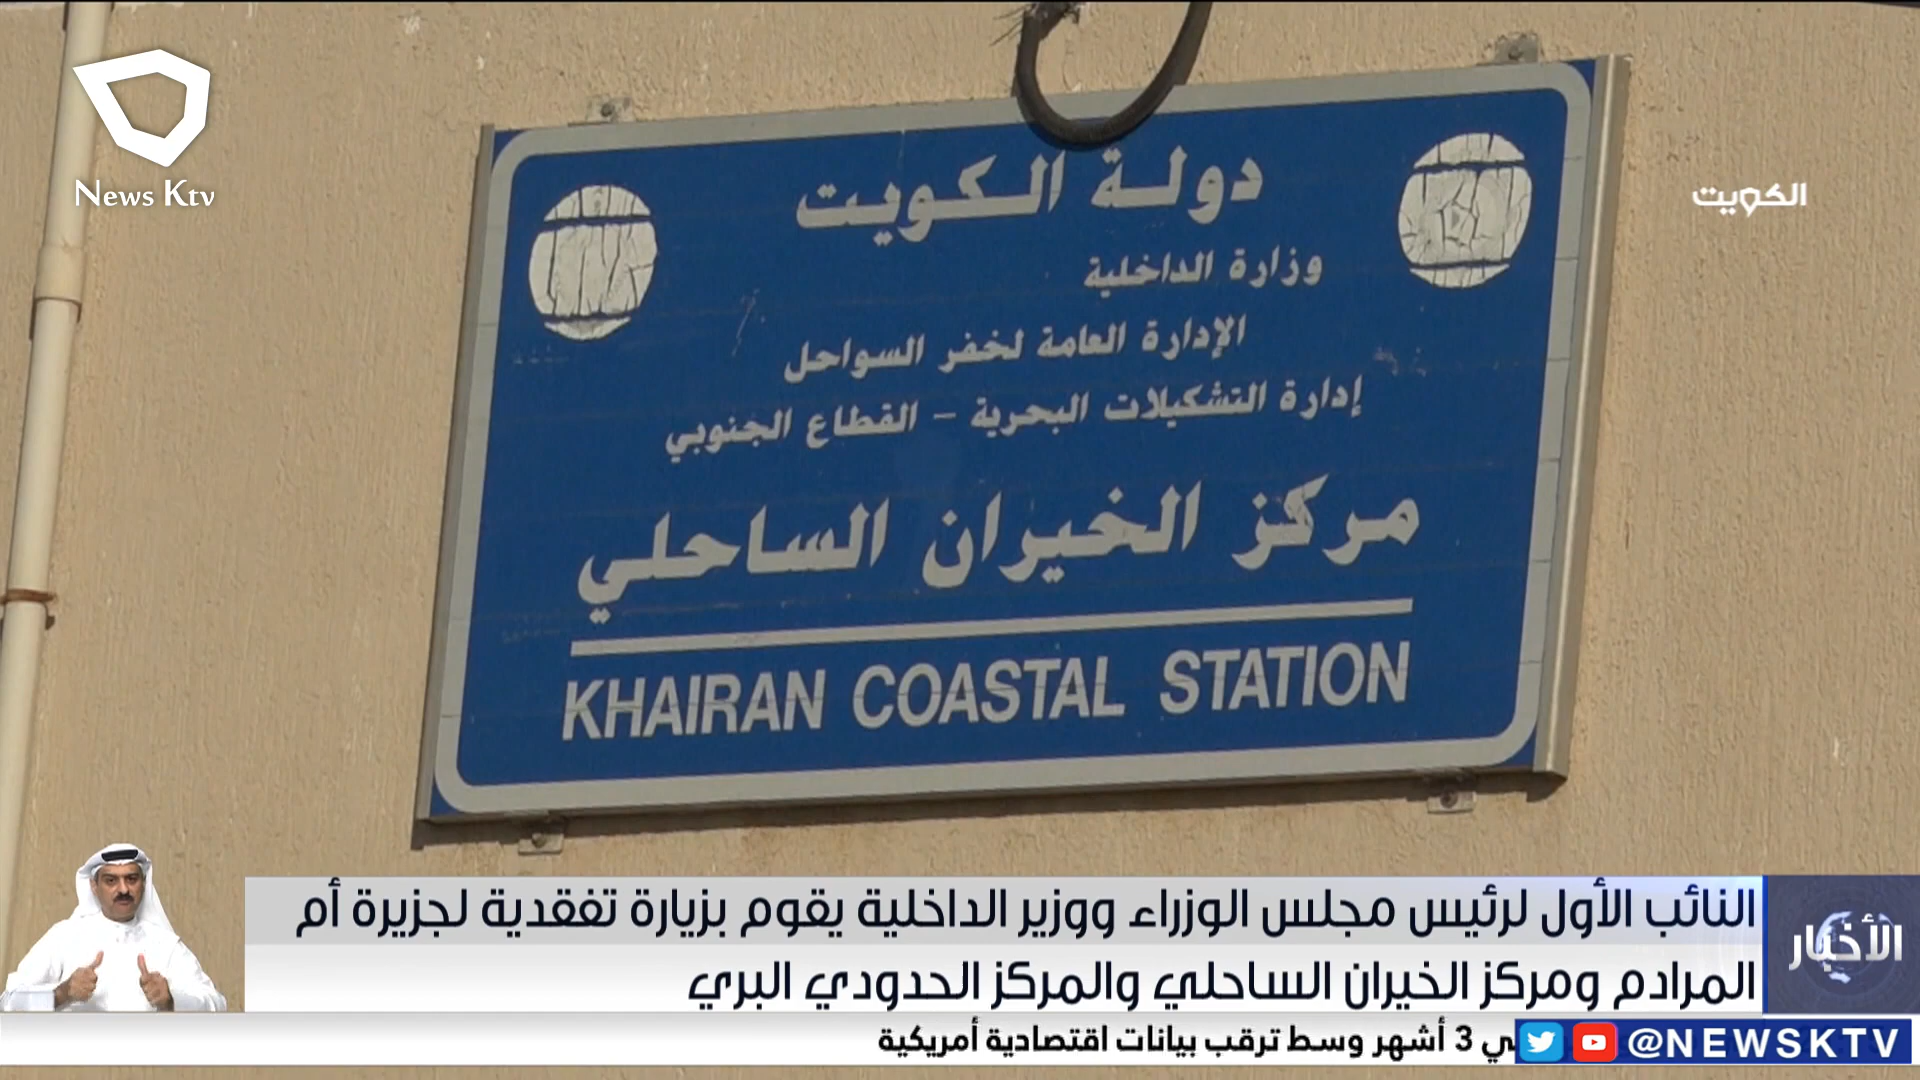 News Ktv
الكويت
دولة الكويت
وزارة الداخلية
الإدارة العامة لخفر السواحل
إدارة التشكيلات البحرية - القطاع الجنوبي
مركز الخيران الساحلي
KHAIRAN COASTAL STATION
النائب الأول لرئيس مجلس الوزراء ووزير الداخلية يقوم بزيارة تفقدية لجزيرة أم
المرادم ومركز الخيران الساحلي والمركز الحدودي البري
الأخبار
3 أشهر وسط ترقب بيانات اقتصادية أمريكية
@NEWSKTV